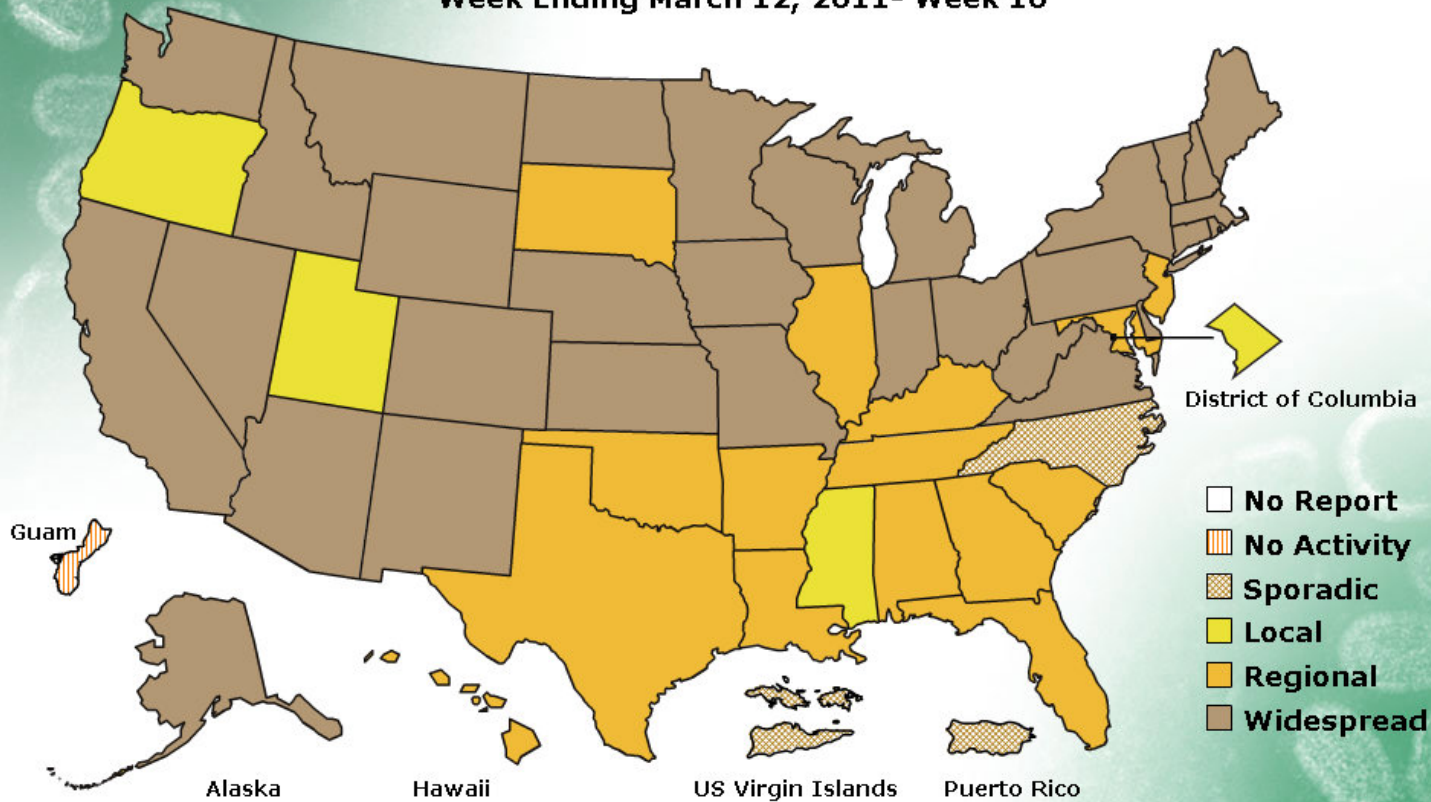 Week Ending March 12, 2011- Week 10
District of Columbia
Guam
No Report
No Activity
Sporadic
Local
Regional
Widespread
Alaska
Hawaii
US Virgin Islands
Puerto Rico